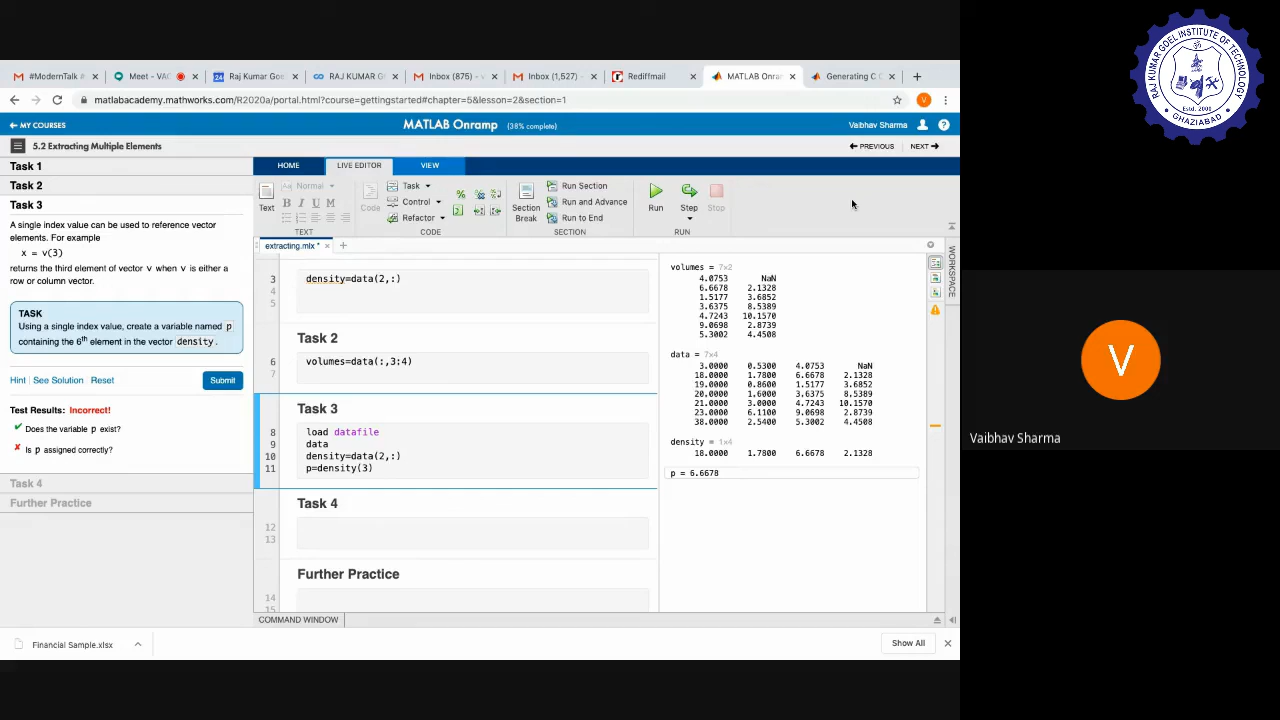 #ModernTalk #
Meet – VAC
Raj Kumar Goe
RAJ KUMAR G
Inbox (875) – v
Inbox (1,527) –
Rediffmail
MATLAB Onra
Generating C C
matlabacademy.mathworks.com/R2020a/portal.html?course=gettingstarted#chapter=5&lesson=2&section=1
MY COURSES
MATLAB Onramp (38% complete)
Vaibhav Sharma
5.2 Extracting Multiple Elements
PREVIOUS NEXT
Task 1
Task 2
Task 3
A single index value can be used to reference vector
elements. For example
x = v(3)
returns the third element of vector v when v is either a
row or column vector.
TASK
Using a single index value, create a variable named p
containing the 6th element in the vector density.
Hint See Solution Reset Submit
Test Results: Incorrect!
Does the variable p exist?
Is p assigned correctly?
Task 4
Further Practice
HOME LIVE EDITOR VIEW
Text
Aa Normal
B I U M
TEXT
Code
Task
Control
Refactor
CODE
Section
Break
Run Section
Run and Advance
Run to End
SECTION
Run Step Stop
RUN
extracting.mlx *
3 density=data(2,:)
4
5
Task 2
6 volumes=data(:,3:4)
7
Task 3
8 load datafile
9 data
10 density=data(2,:)
11 p=density(3)
Task 4
12
13
Further Practice
14
15
volumes = 7x2
4.0753 NaN
6.6678 2.1328
1.5177 3.6852
3.6375 8.5389
4.7243 10.1570
9.0698 2.8739
5.3002 4.4508
data = 7x4
3.0000 0.5300 4.0753 NaN
18.0000 1.7800 6.6678 2.1328
19.0000 0.8600 1.5177 3.6852
20.0000 1.6000 3.6375 8.5389
21.0000 3.0000 4.7243 10.1570
23.0000 6.1100 9.0698 2.8739
38.0000 2.5400 5.3002 4.4508
density = 1x4
18.0000 1.7800 6.6678 2.1328
p = 6.6678
WORKSPACE
COMMAND WINDOW
Financial Sample.xlsx
Show All
RAJ KUMAR GOEL INSTITUTE OF TECHNOLOGY
Estd. 2000
GHAZIABAD
V
Vaibhav Sharma